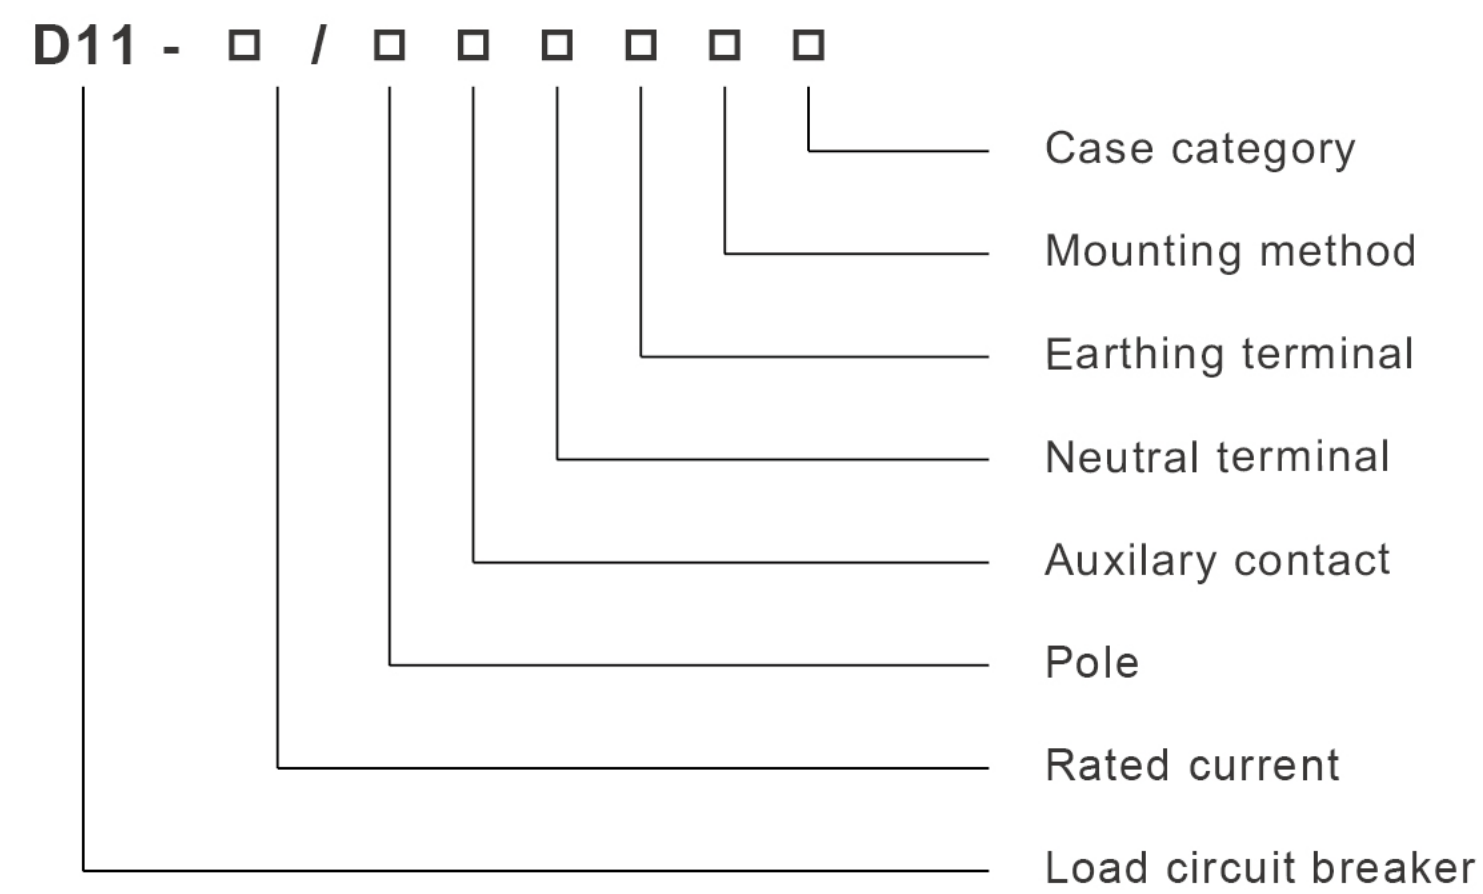 D11 - □ / □ □ □ □ □ □
Case category
Mounting method
Earthing terminal
Neutral terminal
Auxilary contact
Pole
Rated current
Load circuit breaker